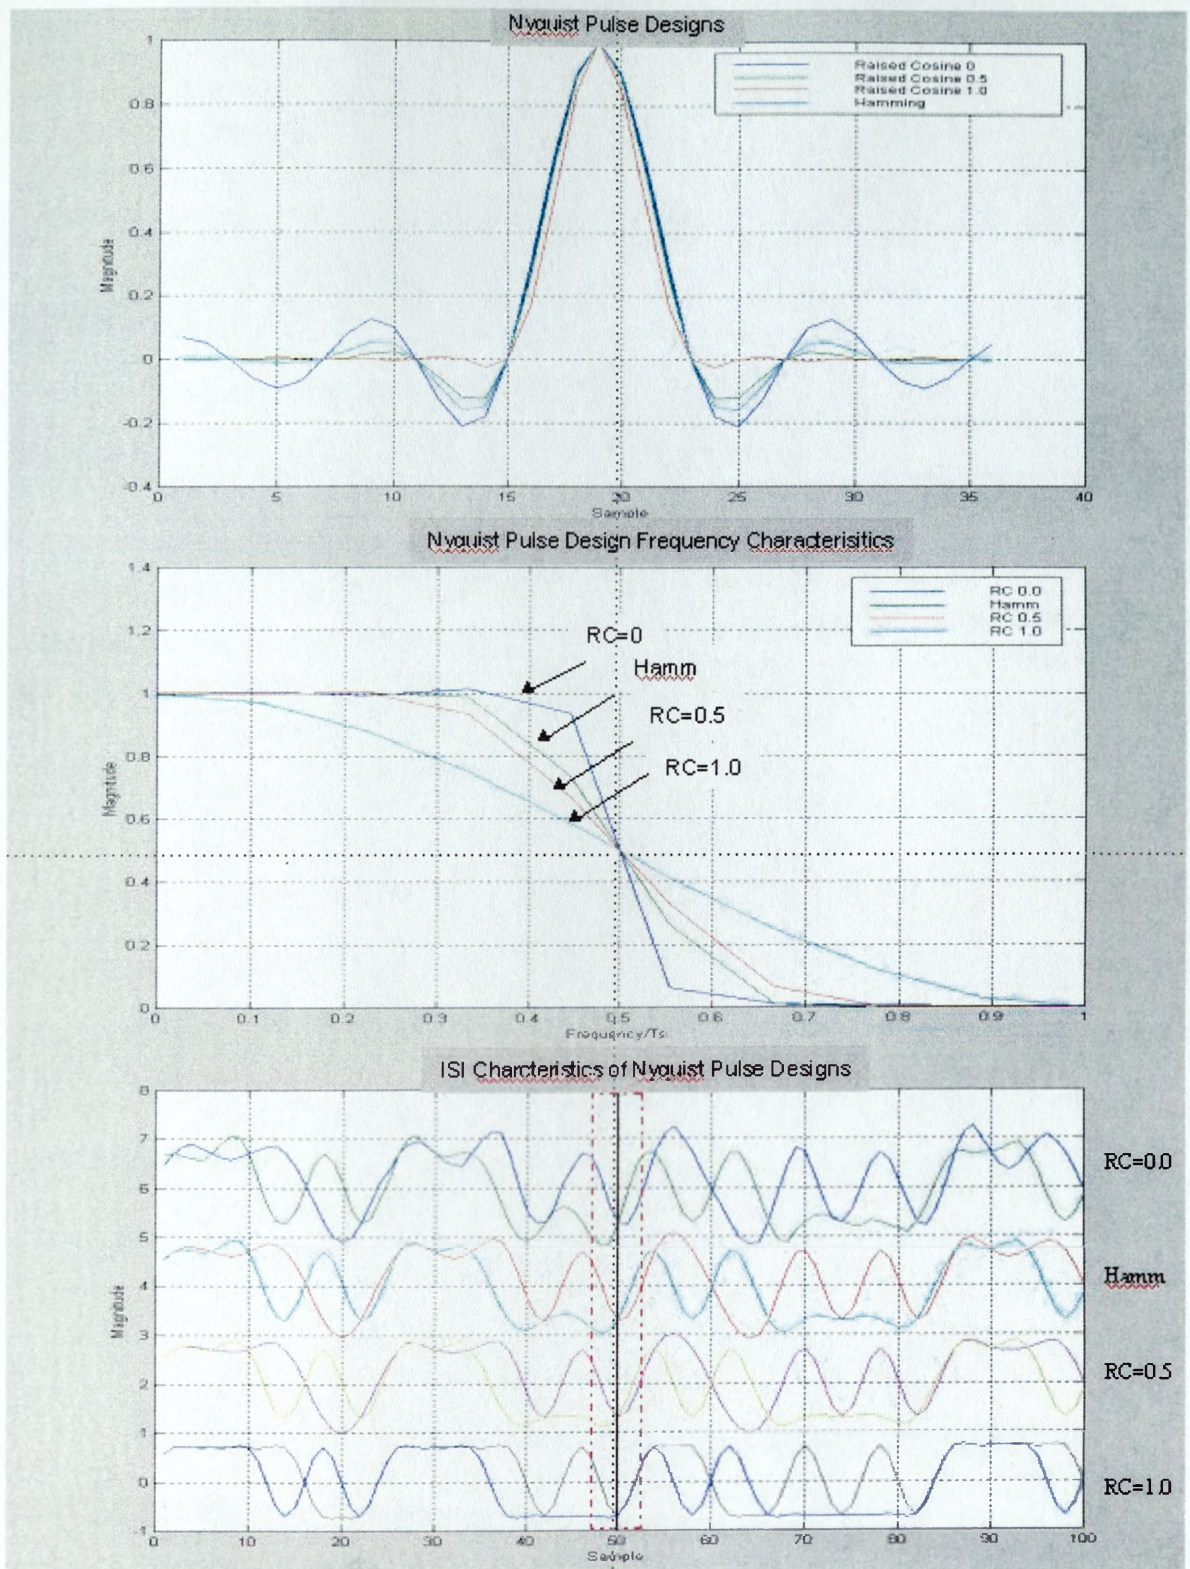 Nyquist Pulse Designs
1
0.8
0.6
0.4
0.2
0
-0.2
-0.4
Magnitude
Raised Cosine 0
Raised Cosine 0.5
Raised Cosine 1.0
Hamming
0 5 10 15 20 25 30 35 40
Sample
Nyquist Pulse Design Frequency Characterisitics
1.4
1.2
1
0.8
0.6
0.4
0.2
0
Magnitude
RC 0.0
Hamm
RC 0.5
RC 1.0
RC=0
Hamm
RC=0.5
RC=1.0
0 0.1 0.2 0.3 0.4 0.5 0.6 0.7 0.8 0.9 1
Frequency/Ts
ISI Charcteristics of Nyquist Pulse Designs
8
7
6
5
4
3
2
1
0
-1
Magnitude
RC=0.0
Hamm
RC=0.5
RC=1.0
0 10 20 30 40 50 60 70 80 90 100
Sample